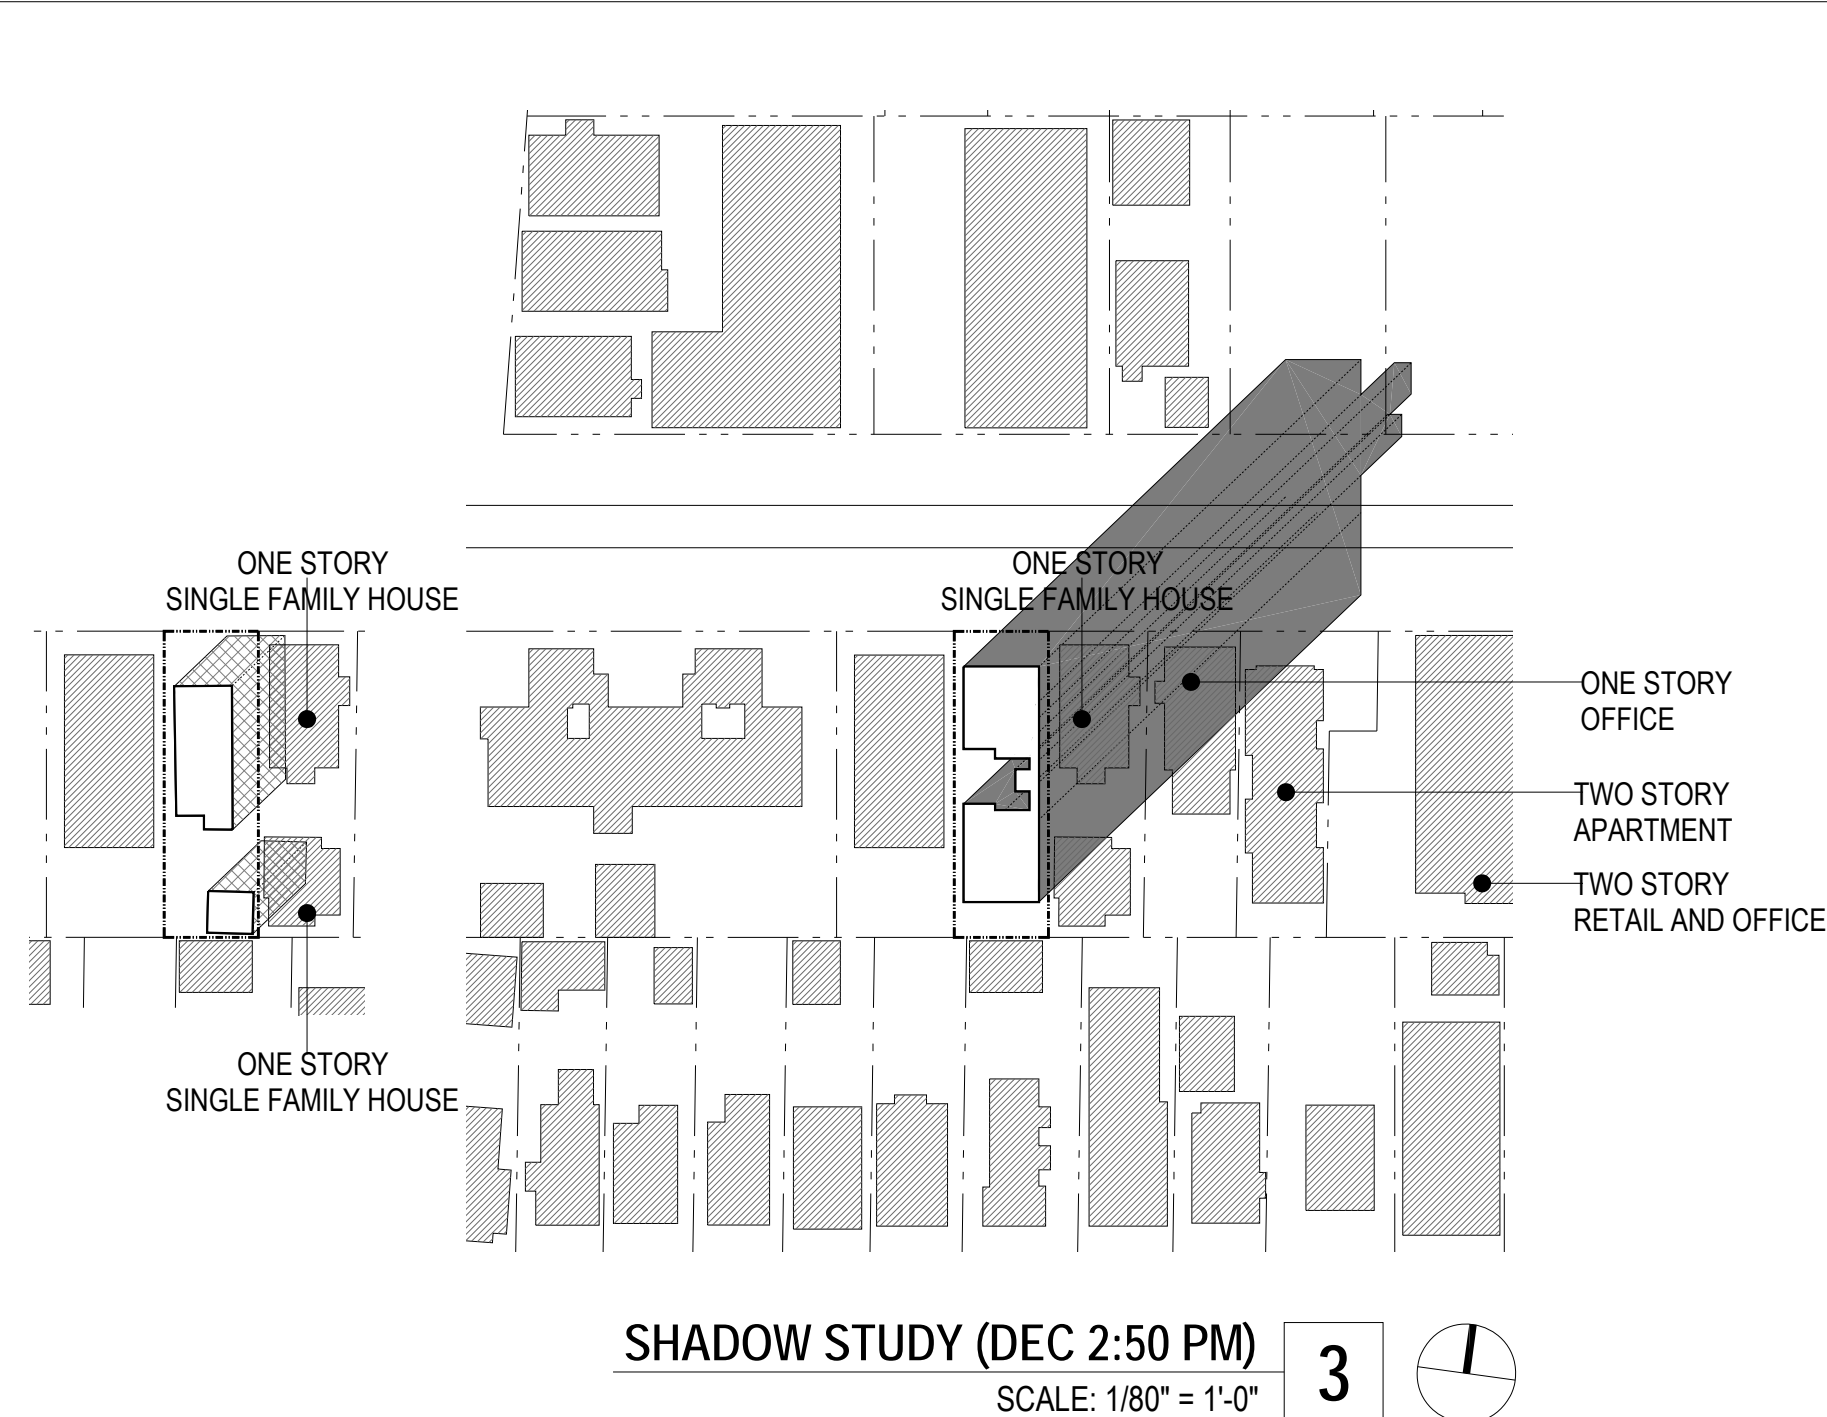 ONE STORY
SINGLE FAMILY HOUSE
ONE STORY
SINGLE FAMILY HOUSE
ONE STORY
OFFICE
TWO STORY
APARTMENT
TWO STORY
RETAIL AND OFFICE
ONE STORY
SINGLE FAMILY HOUSE
SHADOW STUDY (DEC 2:50 PM)
SCALE: 1/80" = 1'-0"
3